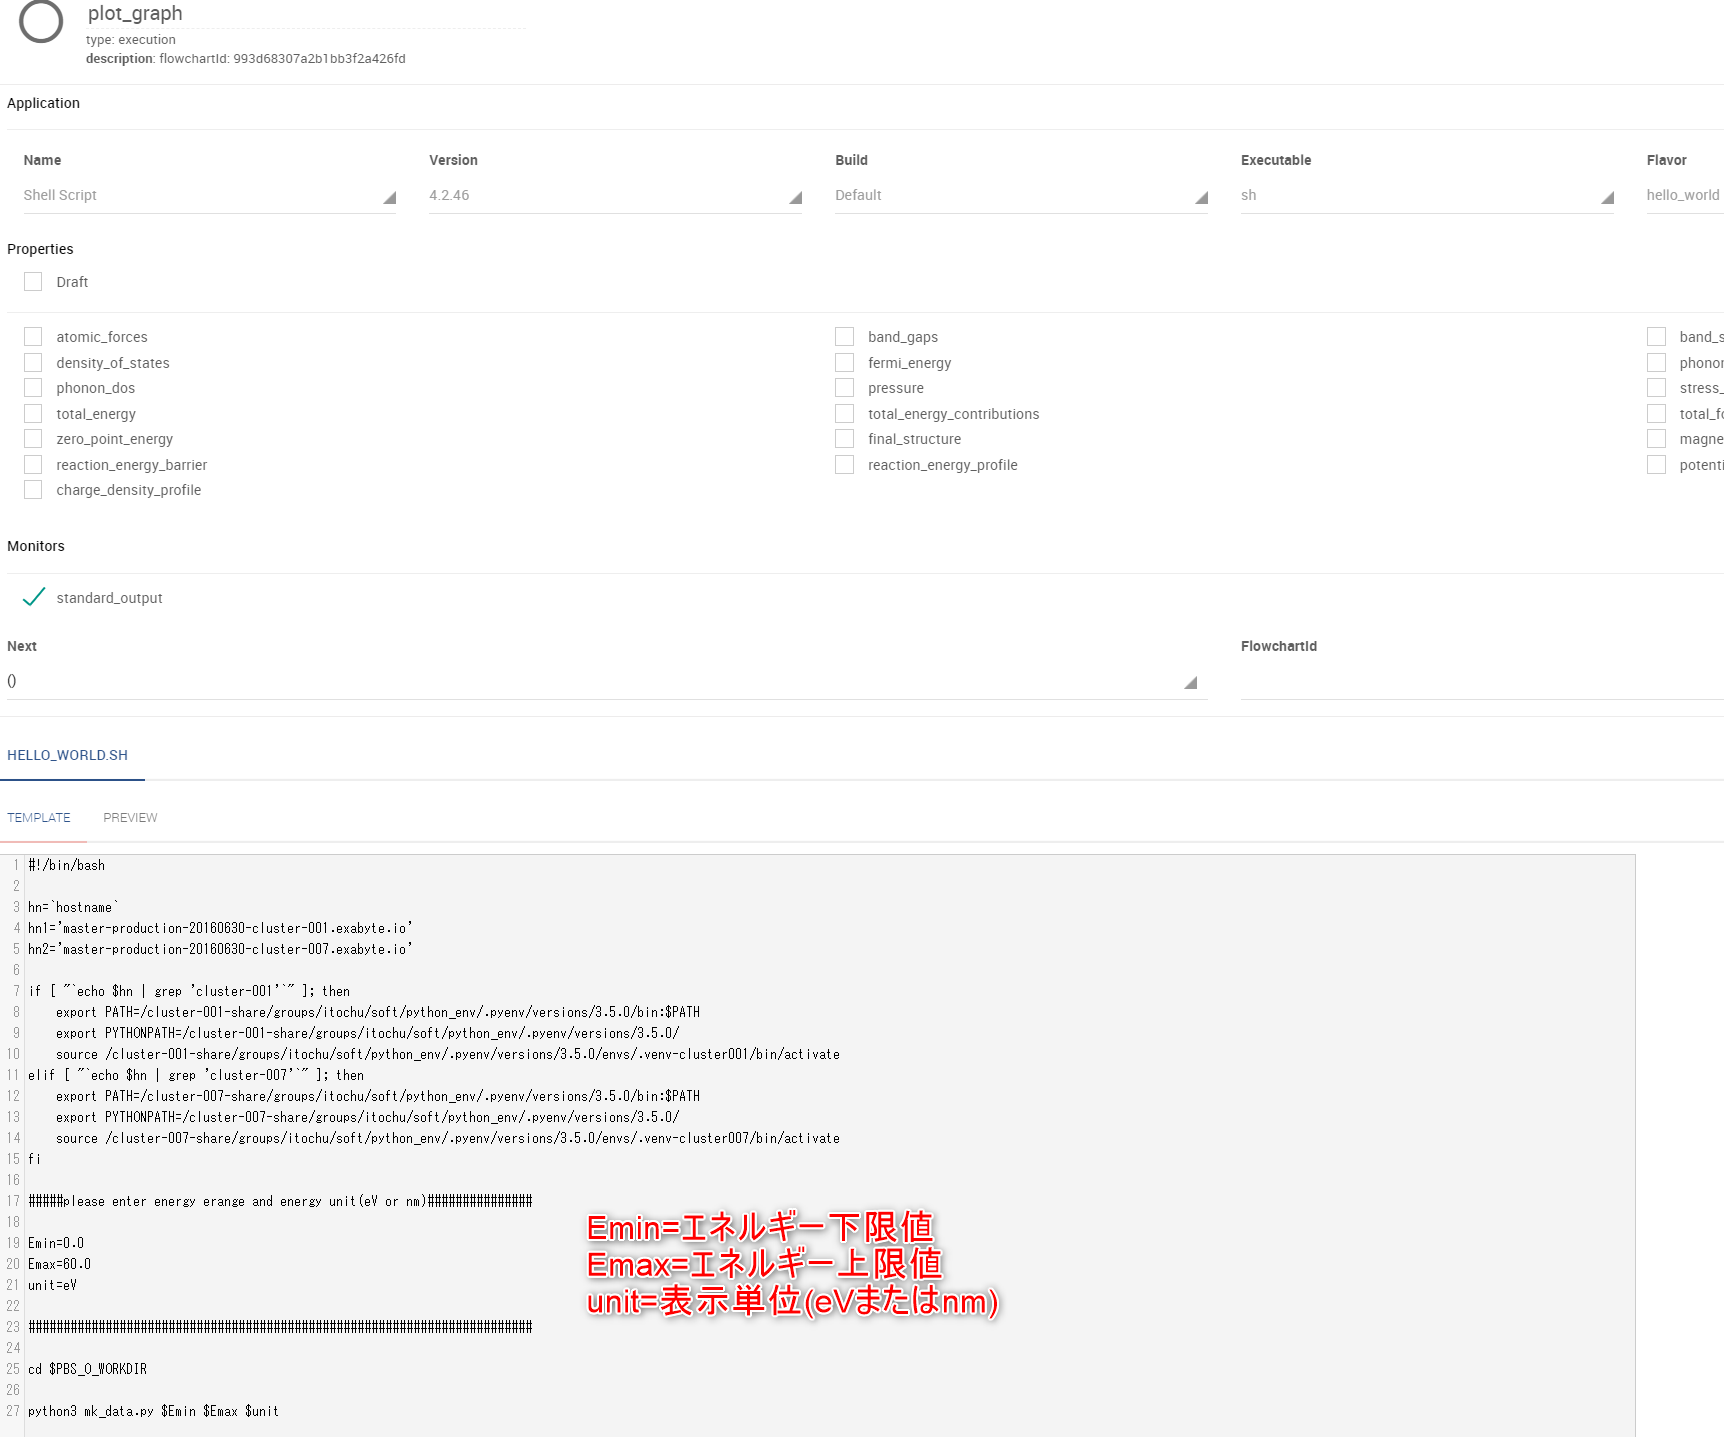 plot_graph
type: execution
description: flowchartId: 993d68307a2b1bb3f2a426fd
Application
Name Version Build Executable Flavor
Shell Script 4.2.46 Default sh hello_world
Properties
Draft
atomic_forces band_gaps band_s
density_of_states fermi_energy phonon
phonon_dos pressure stress_
total_energy total_energy_contributions total_fo
zero_point_energy final_structure magne
reaction_energy_barrier reaction_energy_profile potenti
charge_density_profile
Monitors
standard_output
Next FlowchartId
()
HELLO_WORLD.SH
TEMPLATE PREVIEW
1 #!/bin/bash
2
3 hn=`hostname`
4 hn1='master-production-20160630-cluster-001.exabyte.io'
5 hn2='master-production-20160630-cluster-007.exabyte.io'
6
7 if [ "`echo $hn | grep 'cluster-001'`" ]; then
8 export PATH=/cluster-001-share/groups/itochu/soft/python_env/.pyenv/versions/3.5.0/bin:$PATH
9 export PYTHONPATH=/cluster-001-share/groups/itochu/soft/python_env/.pyenv/versions/3.5.0/
10 source /cluster-001-share/groups/itochu/soft/python_env/.pyenv/versions/3.5.0/envs/.venv-cluster001/bin/activate
11 elif [ "`echo $hn | grep 'cluster-007'`" ]; then
12 export PATH=/cluster-007-share/groups/itochu/soft/python_env/.pyenv/versions/3.5.0/bin:$PATH
13 export PYTHONPATH=/cluster-007-share/groups/itochu/soft/python_env/.pyenv/versions/3.5.0/
14 source /cluster-007-share/groups/itochu/soft/python_env/.pyenv/versions/3.5.0/envs/.venv-cluster007/bin/activate
15 fi
16
17 #####please enter energy erange and energy unit(eV or nm)###############
18
19 Emin=0.0
20 Emax=60.0
21 unit=eV
22
23 ########################################################################
24
25 cd $PBS_O_WORKDIR
26
27 python3 mk_data.py $Emin $Emax $unit
Emin=エネルギー下限値
Emax=エネルギー上限値
unit=表示単位(eVまたはnm)